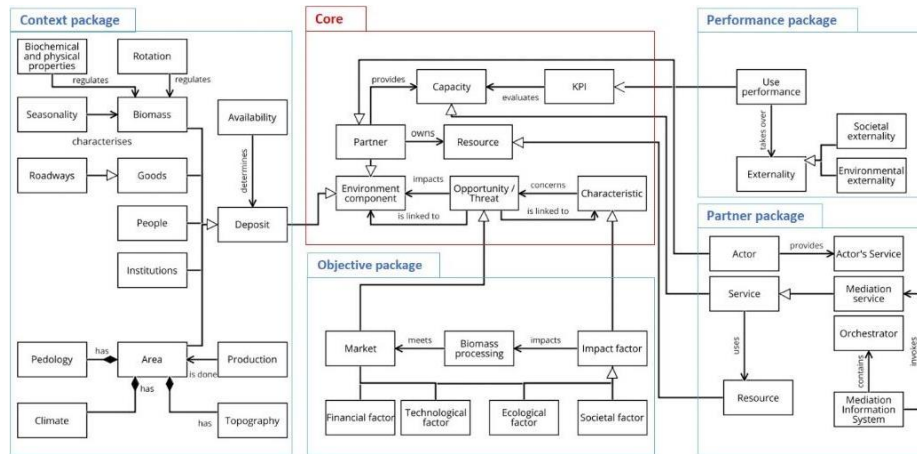 Context package
Core
Performance package
Biochemical
and physical
properties
Rotation
regulates
regulates
Seasonality
Biomass
Availability
characterises
Roadways
Goods
determines
People
Deposit
Institutions
Pedology
has
Area
Production
is done
has
Climate
has
Topography
provides
Capacity
KPI
evaluates
Partner
owns
Resource
impacts
concerns
Environment
component
Opportunity /
Threat
Characteristic
is linked to
is linked to
Use
performance
takes over
Societal
externality
Externality
Environmental
externality
Objective package
Market
meets
Biomass
processing
impacts
Impact factor
Financial factor
Technological
factor
Ecological
factor
Societal factor
Partner package
Actor
provides
Actor's Service
Service
Mediation
service
uses
Orchestrator
contains
invokes
Resource
Mediation
Information
System